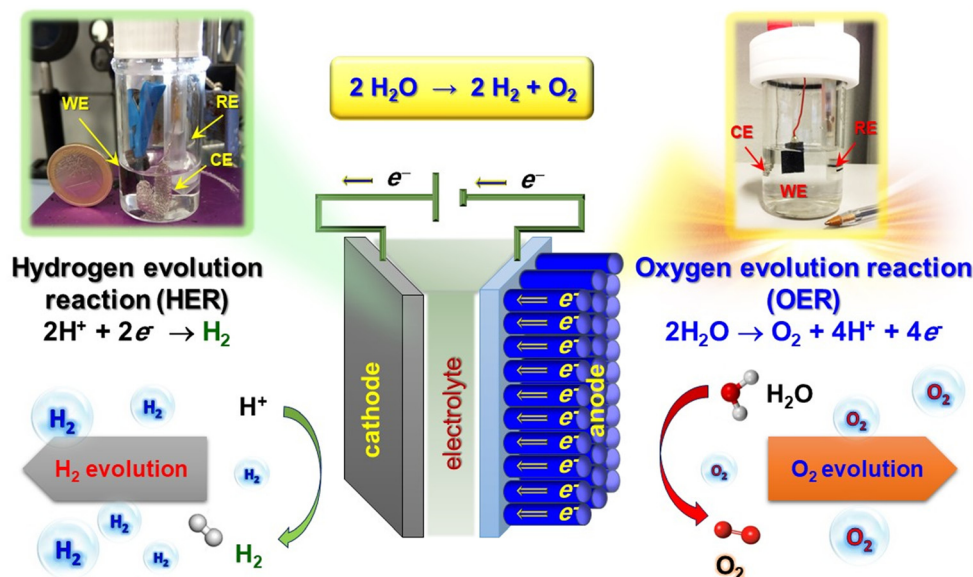 WE
RE
CE
2 H₂O → 2 H₂ + O₂
CE
RE
WE
e⁻
e⁻
Hydrogen evolution
reaction (HER)
2H⁺ + 2e⁻ → H₂
Oxygen evolution reaction
(OER)
2H₂O → O₂ + 4H⁺ + 4e⁻
cathode
electrolyte
anode
⇐ e⁻
⇐ e⁻
⇐ e⁻
⇐ e⁻
⇐ e⁻
⇐ e⁻
⇐ e⁻
⇐ e⁻
⇐ e⁻
⇐ e⁻
H₂
H₂
H⁺
H₂ evolution
H₂
H₂
H₂
H₂
H₂
H₂O
O₂
O₂
O₂
O₂ evolution
O₂
O₂